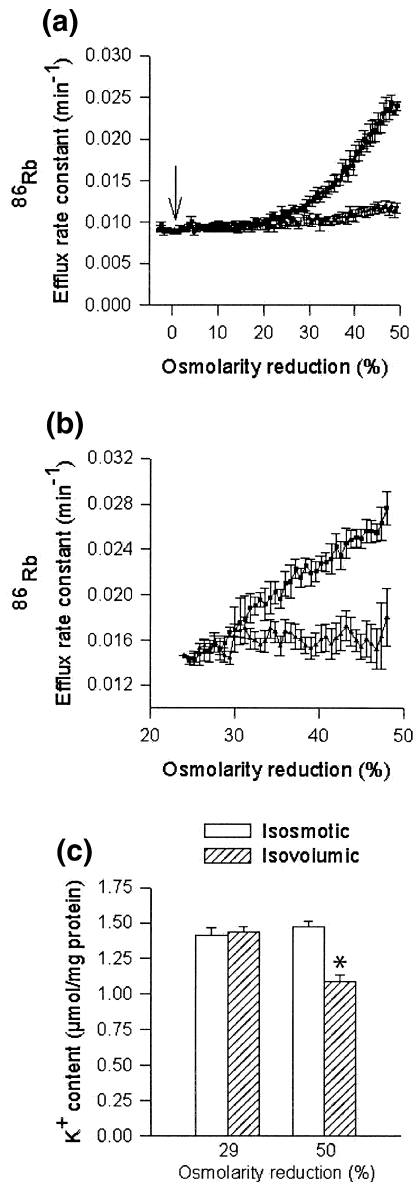 (a)
86Rb
Efflux rate constant (min-1)
0.030
0.025
0.020
0.015
0.010
0.005
0.000
0 10 20 30 40 50
Osmolarity reduction (%)
(b)
86Rb
Efflux rate constant (min-1)
0.032
0.028
0.024
0.020
0.016
0.012
20 30 40 50
Osmolarity reduction (%)
Isosmotic
Isovolumic
(c)
K+ content (µmol/mg protein)
1.75
1.50
1.25
1.00
0.75
0.50
0.25
0.00
*
29 50
Osmolarity reduction (%)